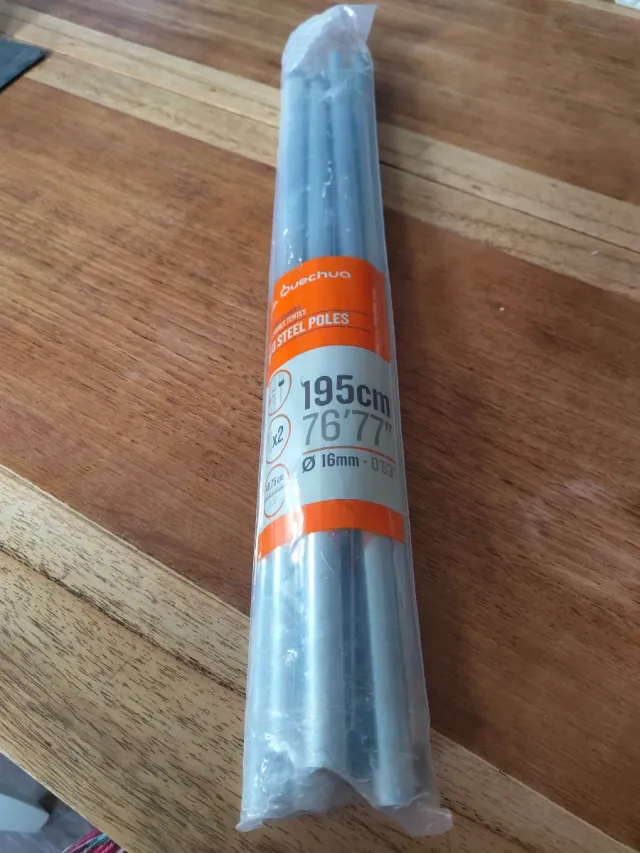 Quechua
STEEL POLES
195cm
76'77"
x2
Ø 16mm - 0'63"